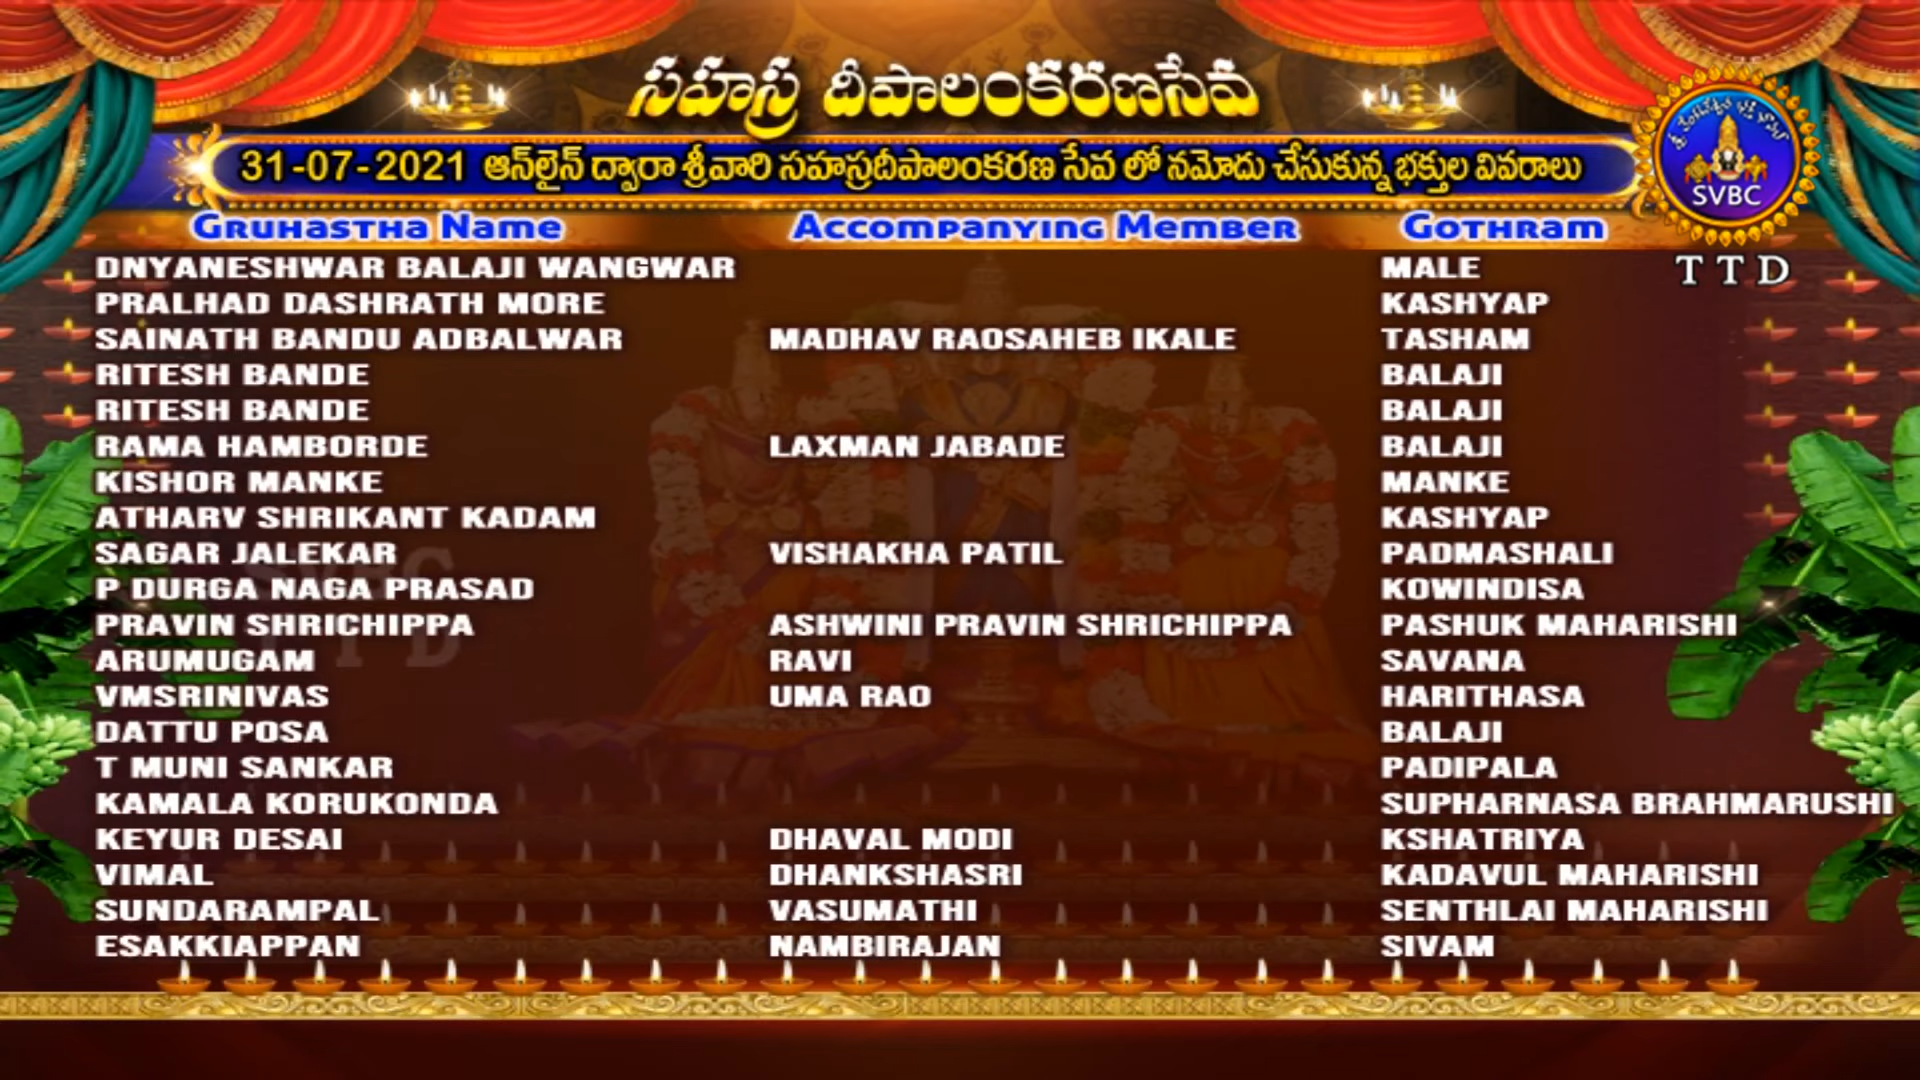 సహస్ర దీపాలంకరణసేవ
31-07-2021 ఆన్‌లైన్ ద్వారా శ్రీవారి సహస్రదీపాలంకరణ సేవ లో నమోదు చేసుకున్న భక్తుల వివరాలు
శ్రీ వేంకటేశ్వర భక్తి ఛానల్
SVBC
TTD
Gruhastha Name Accompanying Member Gothram
DNYANESHWAR BALAJI WANGWAR MALE
PRALHAD DASHRATH MORE KASHYAP
SAINATH BANDU ADBALWAR MADHAV RAOSAHEB IKALE TASHAM
RITESH BANDE BALAJI
RITESH BANDE BALAJI
RAMA HAMBORDE LAXMAN JABADE BALAJI
KISHOR MANKE MANKE
ATHARV SHRIKANT KADAM KASHYAP
SAGAR JALEKAR VISHAKHA PATIL PADMASHALI
P DURGA NAGA PRASAD KOWINDISA
PRAVIN SHRICHIPPA ASHWINI PRAVIN SHRICHIPPA PASHUK MAHARISHI
ARUMUGAM RAVI SAVANA
VMSRINIVAS UMA RAO HARITHASA
DATTU POSA BALAJI
T MUNI SANKAR PADIPALA
KAMALA KORUKONDA SUPHARNASA BRAHMARUSHI
KEYUR DESAI DHAVAL MODI KSHATRIYA
VIMAL DHANKSHASRI KADAVUL MAHARISHI
SUNDARAMPAL VASUMATHI SENTHLAI MAHARISHI
ESAKKIAPPAN NAMBIRAJAN SIVAM